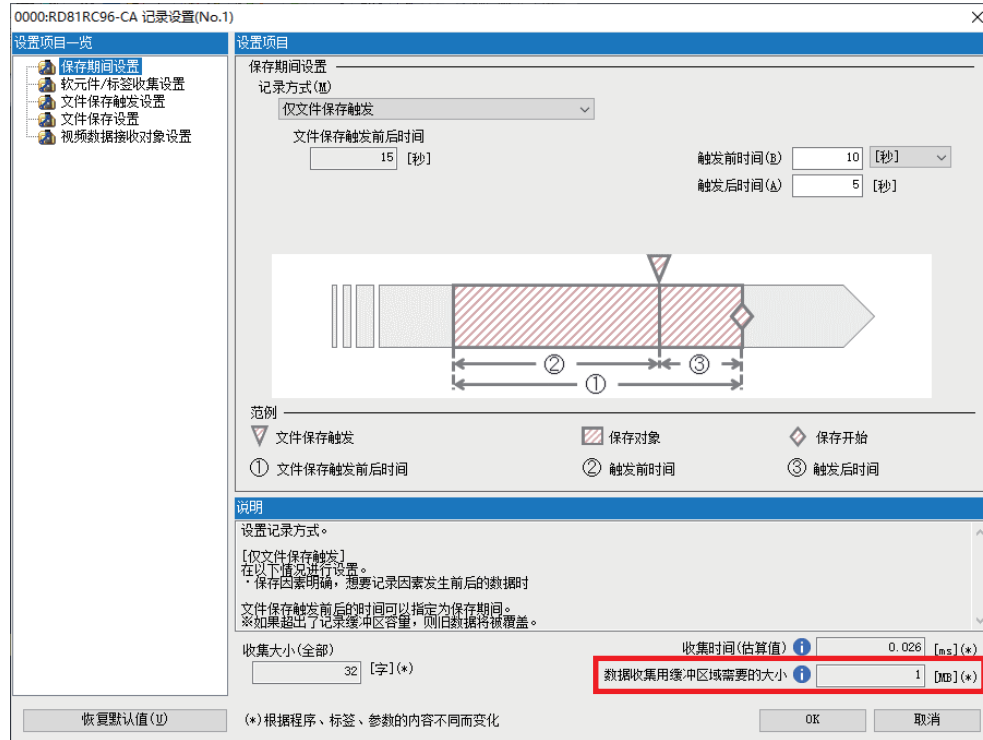 0000:RD81RC96-CA 记录设置(No.1)
设置项目一览
保存期间设置
软元件/标签收集设置
文件保存触发设置
文件保存设置
视频数据接收对象设置
设置项目
保存期间设置
记录方式(M)
仅文件保存触发
文件保存触发前后时间
15 [秒]
触发前时间(B) 10 [秒]
触发后时间(A) 5 [秒]
② ③
①
范例
文件保存触发 保存对象 保存开始
① 文件保存触发前后时间 ② 触发前时间 ③ 触发后时间
说明
设置记录方式。
[仅文件保存触发]
在以下情况进行设置。
・保存因素明确，想要记录因素发生前后的数据时
文件保存触发前后的时间可以指定为保存期间。
※如果超出了记录缓冲区容量，则旧数据将被覆盖。
收集大小(全部)
32 [字](*)
收集时间(估算值) 0.026 [ms](*)
数据收集用缓冲区域需要的大小 1 [MB](*)
恢复默认值(U) (*)根据程序、标签、参数的内容不同而变化 OK 取消